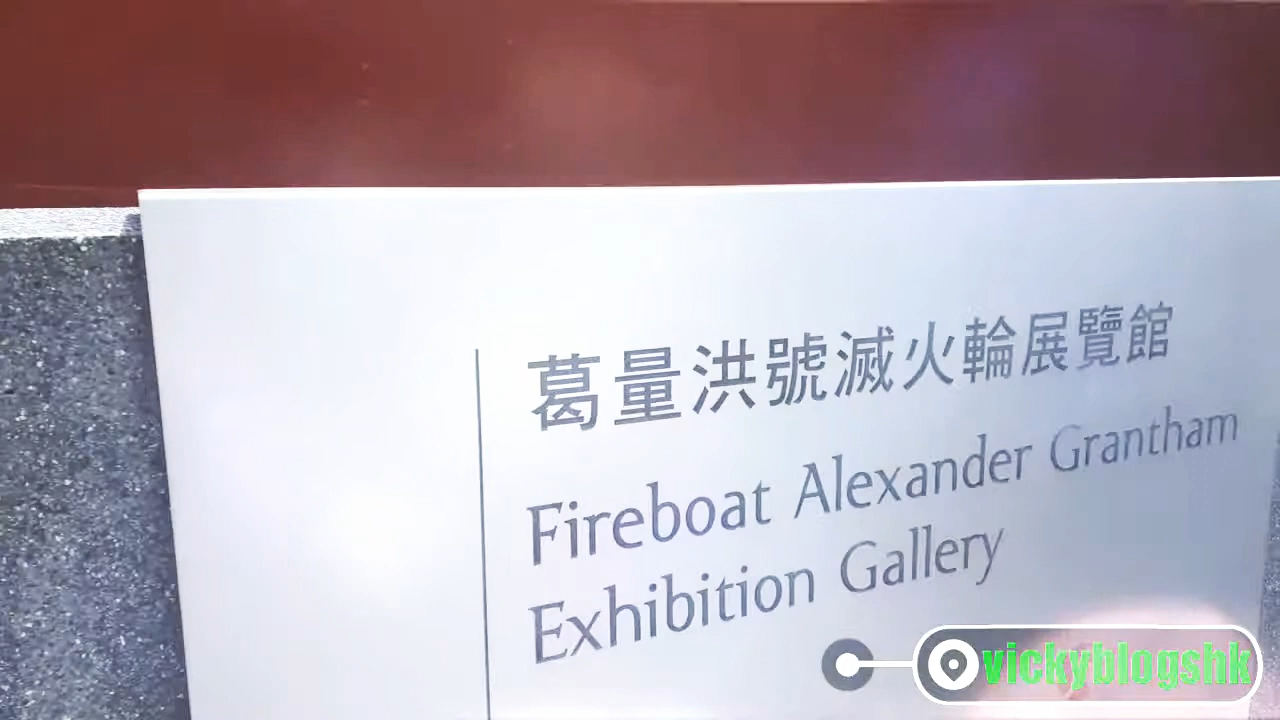 葛量洪號滅火輪展覽館
Fireboat Alexander Grantham
Exhibition Gallery
vickyblogshk